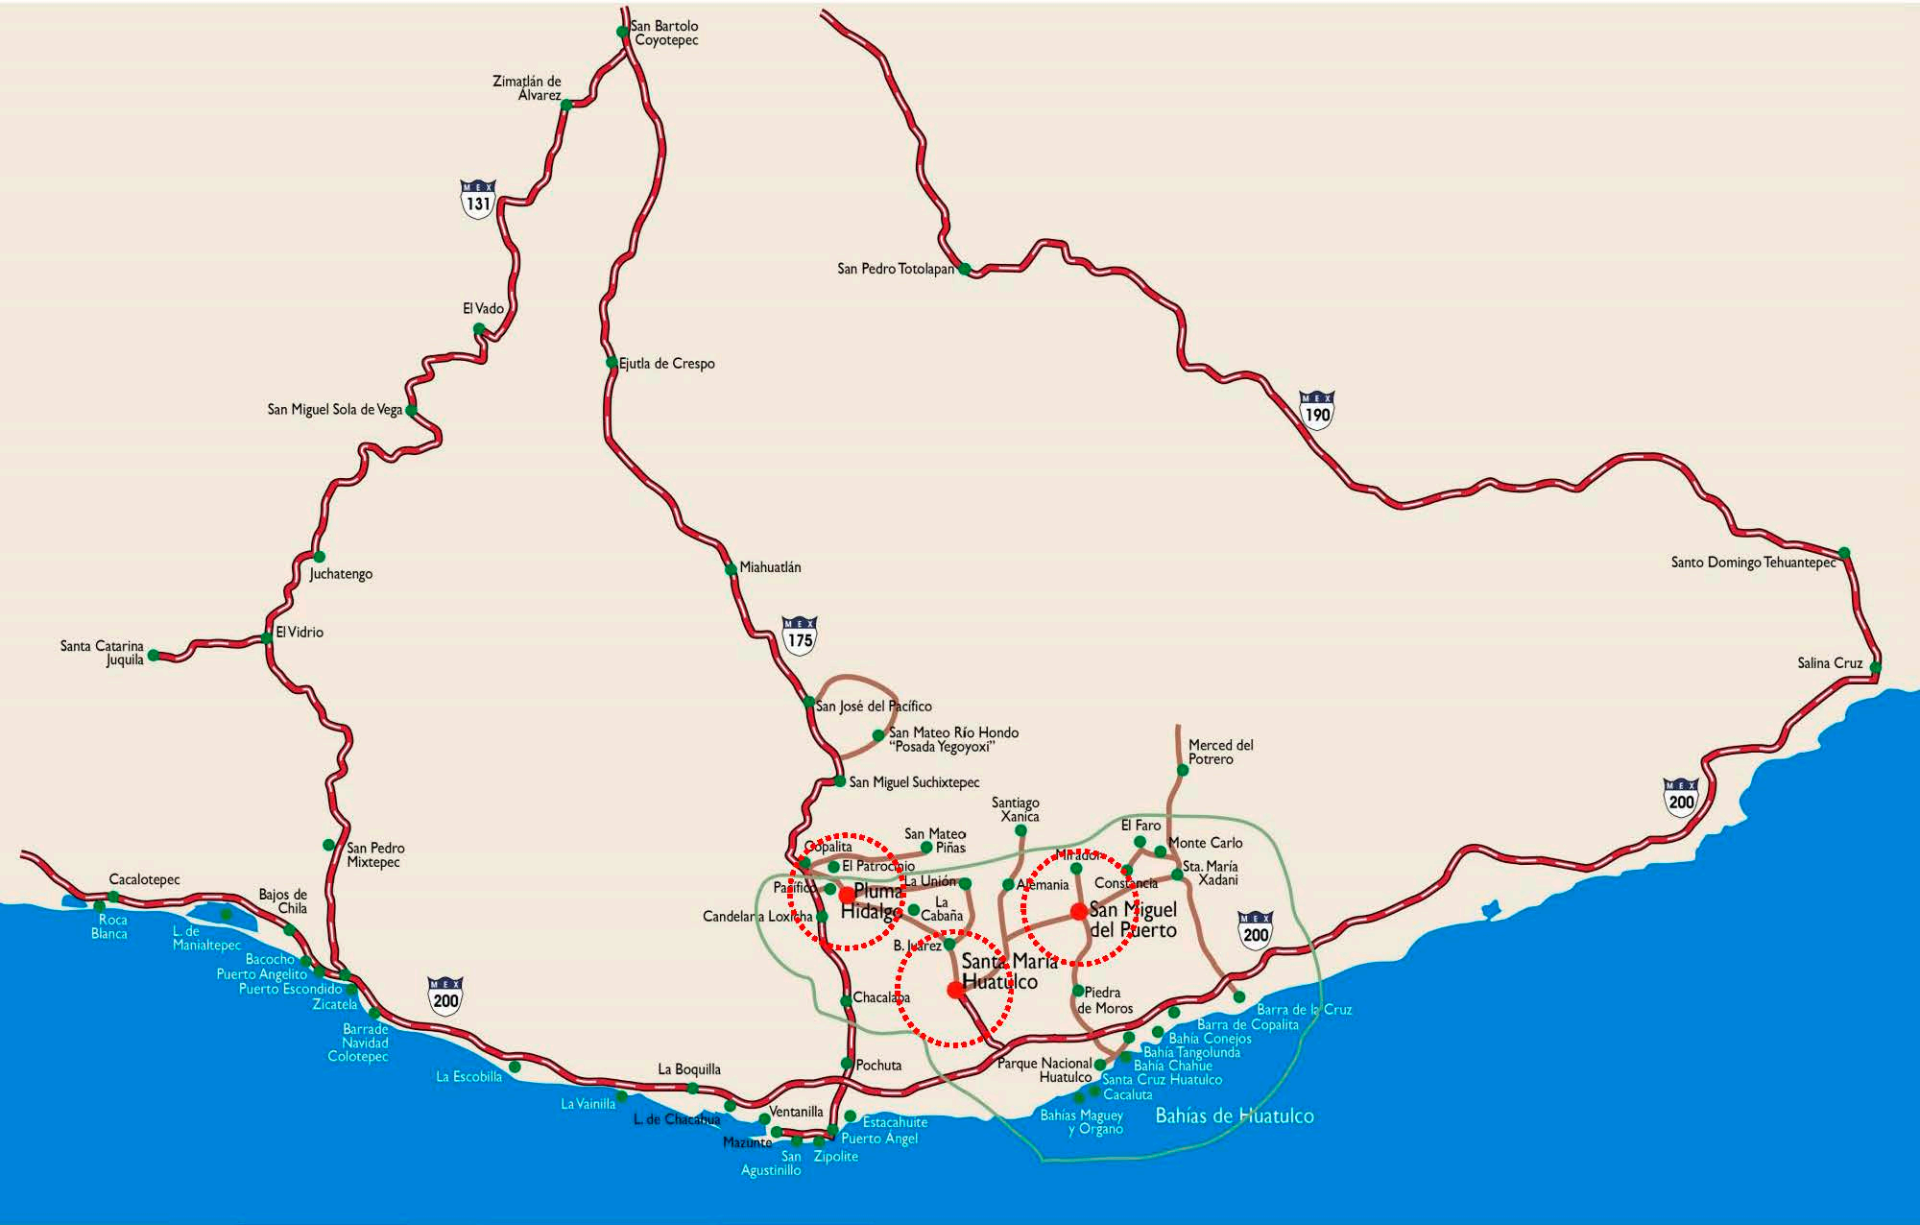 San Bartolo
Coyotepec
Zimatlán de
Álvarez
MEX
131
San Pedro Totolapan
El Vado
Ejutla de Crespo
San Miguel Sola de Vega
MEX
190
Juchatengo
Miahuatlán
Santo Domingo Tehuantepec
El Vidrio
MEX
175
Santa Catarina
Juquila
Salina Cruz
San José del Pacífico
San Mateo Río Hondo
"Posada Yegoyoxi"
Merced del
Potrero
San Miguel Suchixtepec
MEX
200
Santiago
Xanica
El Faro
San Mateo
Piñas
Monte Carlo
Copalita
San Pedro
Mixtepec
Mirador
El Patrocinio
Sta. María
Xadani
Cacalotepec
Pacífico
Pluma
Hidalgo
La Unión
Alemania
Constancia
Bajos de
Chila
La
Cabaña
San Miguel
del Puerto
Candelaria Loxicha
Roca
Blanca
L. de
Manialtepec
MEX
200
B. Juárez
Bacocho
Puerto Angelito
Puerto Escondido
Zicatela
Santa María
Huatulco
MEX
200
Chacalapa
Piedra
de Moros
Barra de la Cruz
Barra de Copalita
Bahía Conejos
Bahía Tangolunda
Bahía Chahue
Santa Cruz Huatulco
Cacaluta
Barrade
Navidad
Colotepec
La Escobilla
La Boquilla
Pochuta
Parque Nacional
Huatulco
La Vainilla
L. de Chacahua
Ventanilla
Mazunte
Estacahuite
Puerto Ángel
San
Agustinillo
Zipolite
Bahías Maguey
y Organo
Bahías de Huatulco